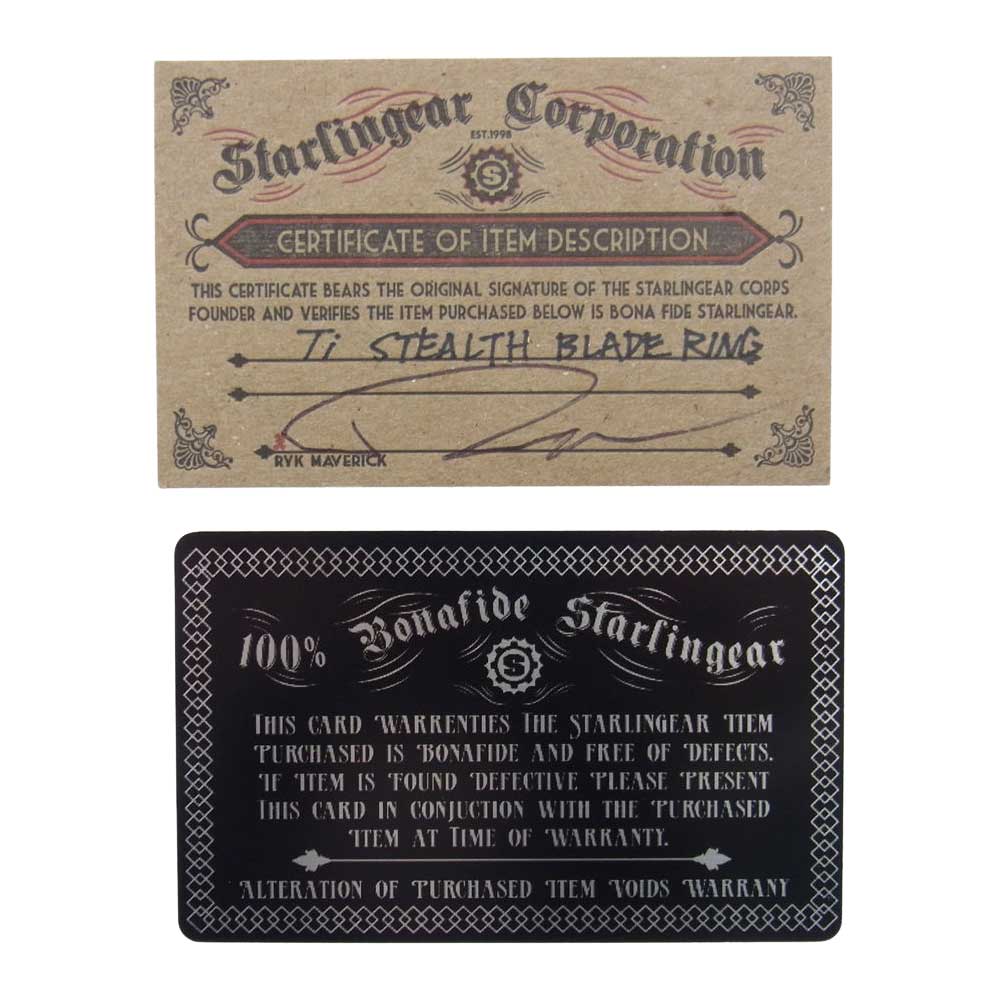 Starlingear Corporation
EST.1998
S
CERTIFICATE OF ITEM DESCRIPTION
THIS CERTIFICATE BEARS THE ORIGINAL SIGNATURE OF THE STARLINGEAR CORPS
FOUNDER AND VERIFIES THE ITEM PURCHASED BELOW IS BONA FIDE STARLINGEAR.
Ti STEALTH BLADE RING
X
RYK MAVERICK
100% Bonafide Starlingear
S
THIS CARD WARRENTIES THE STARLINGEAR ITEM
PURCHASED IS BONAFIDE AND FREE OF DEFECTS.
IF ITEM IS FOUND DEFECTIVE PLEASE PRESENT
THIS CARD IN CONJUCTION WITH THE PURCHASED
ITEM AT TIME OF WARRANTY.
ALTERATION OF PURCHASED ITEM VOIDS WARRANY